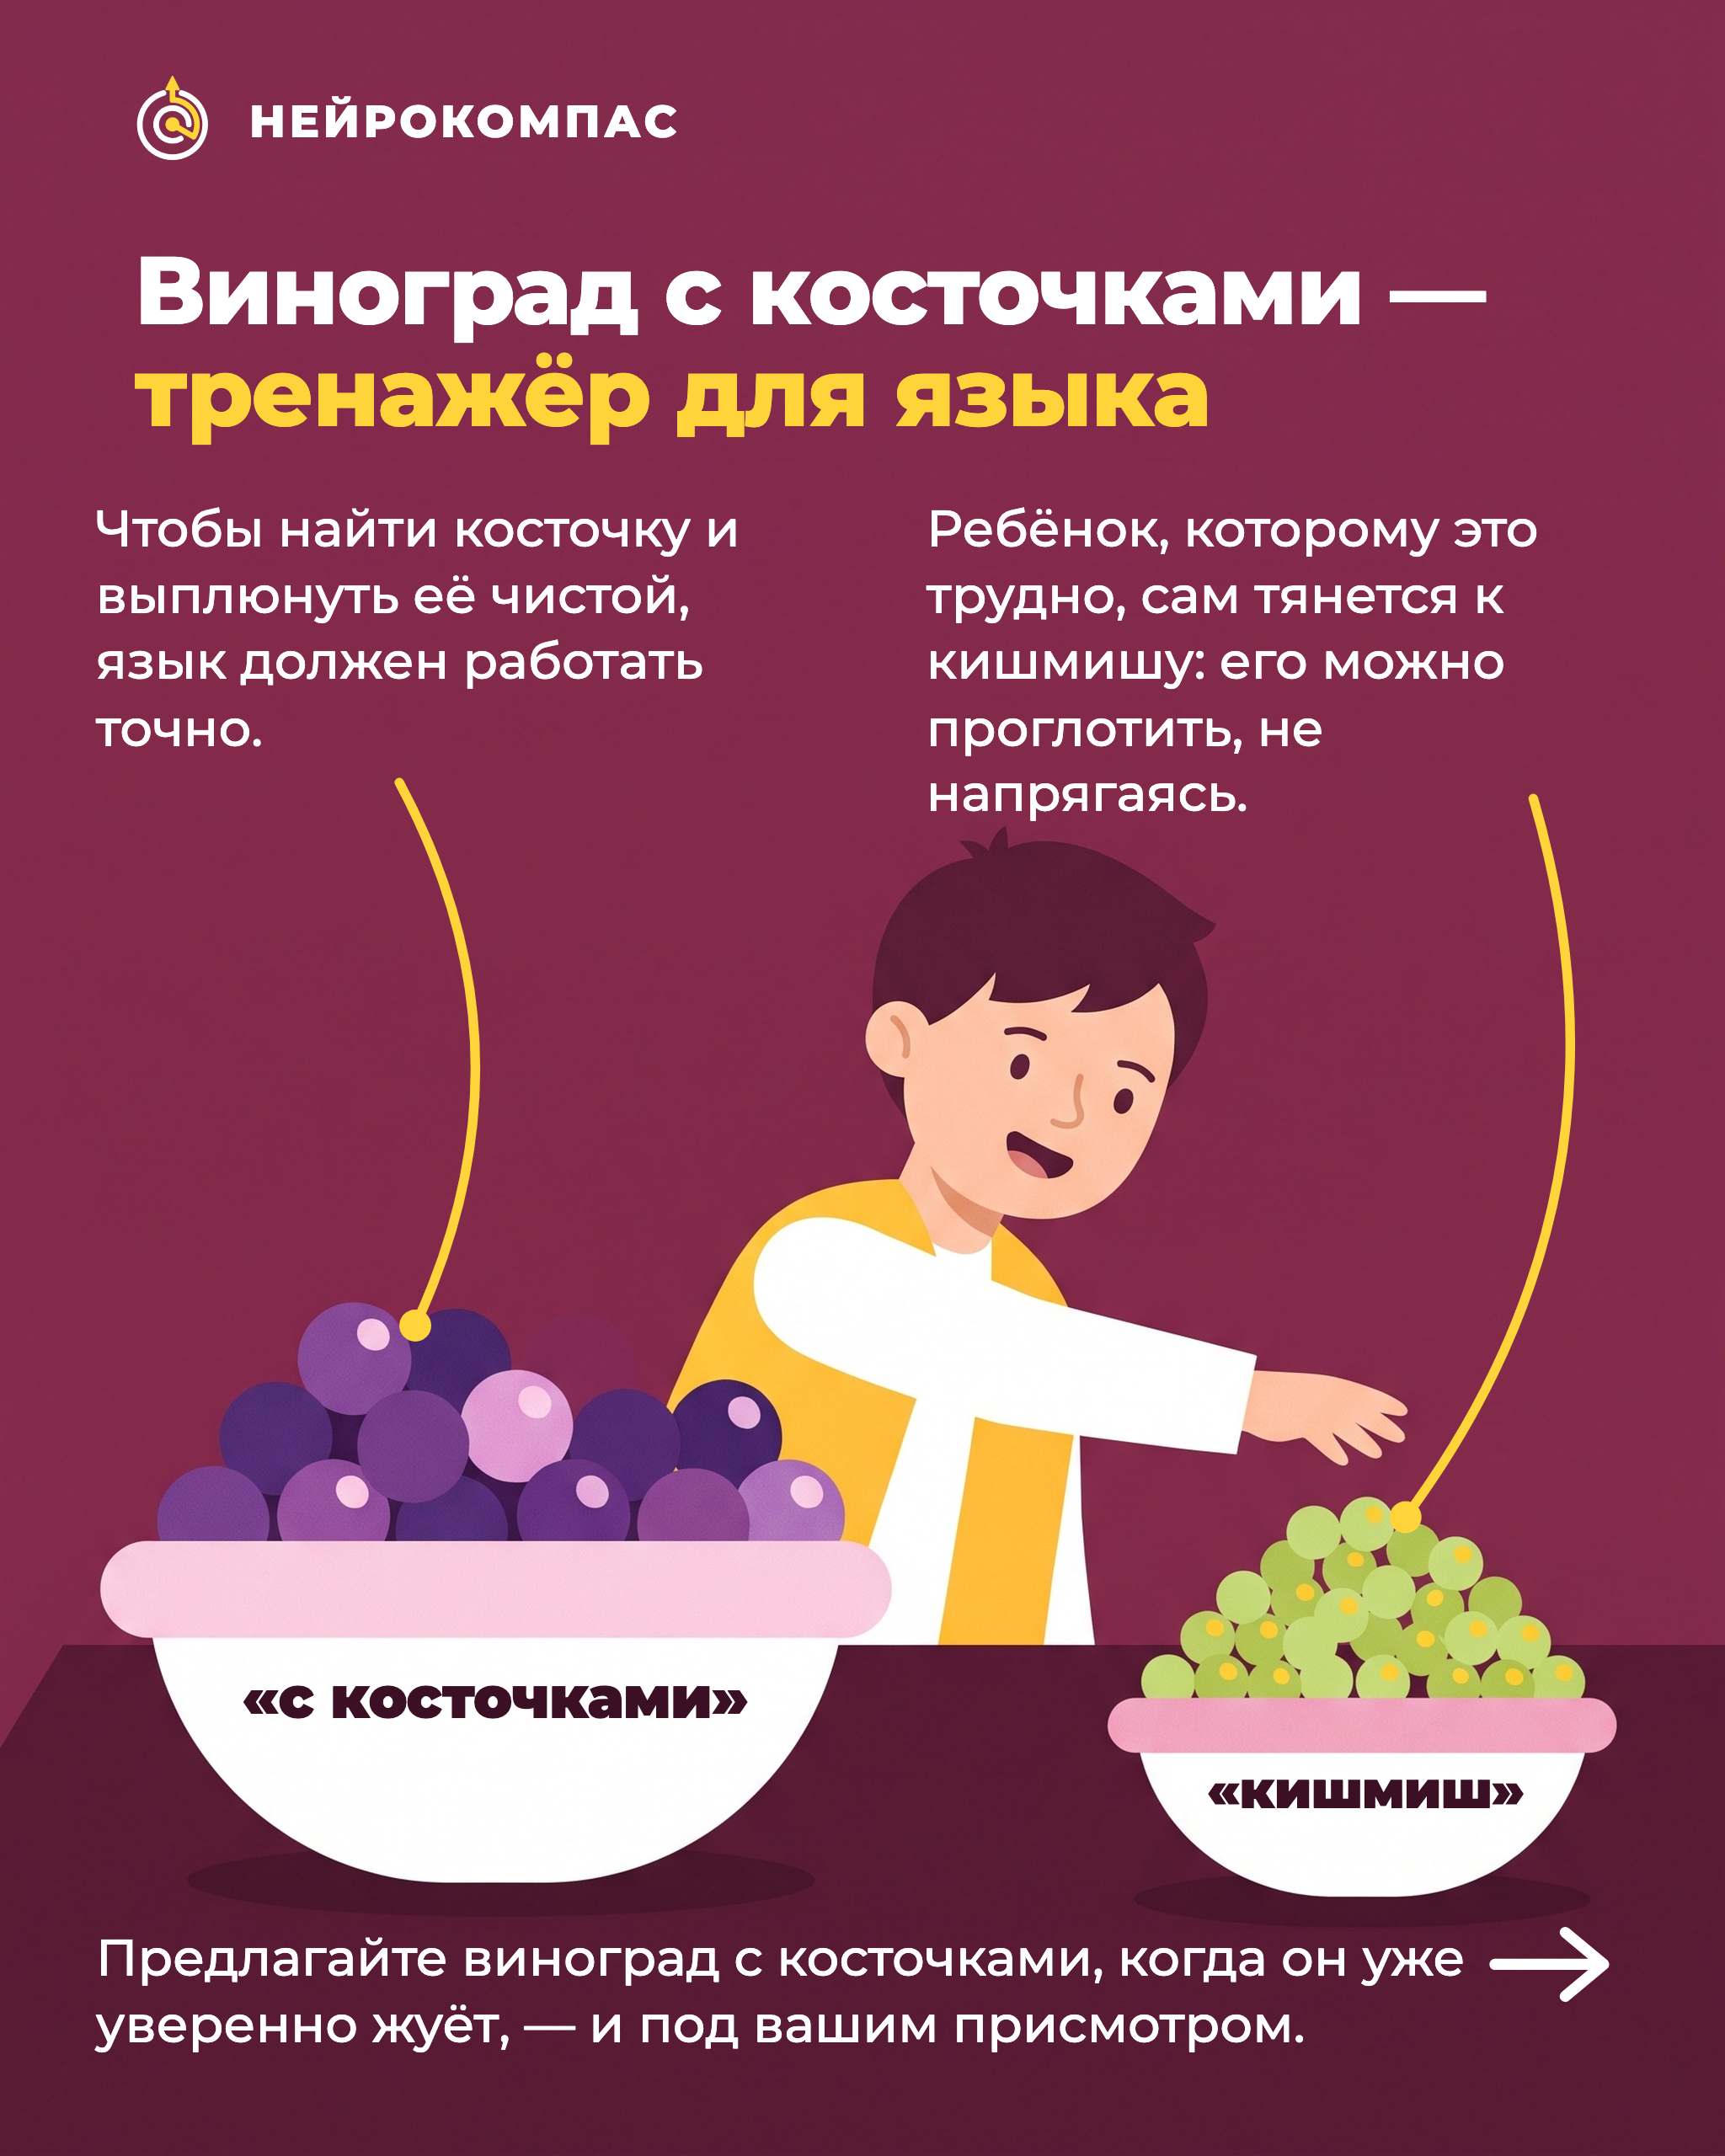 НЕЙРОКОМПАС
Виноград с косточками —
тренажёр для языка
Чтобы найти косточку и
выплюнуть её чистой,
язык должен работать
точно.
Ребёнок, которому это
трудно, сам тянется к
кишмишу: его можно
проглотить, не
напрягаясь.
«с косточками»
«кишмиш»
Предлагайте виноград с косточками, когда он уже
уверенно жуёт, — и под вашим присмотром.